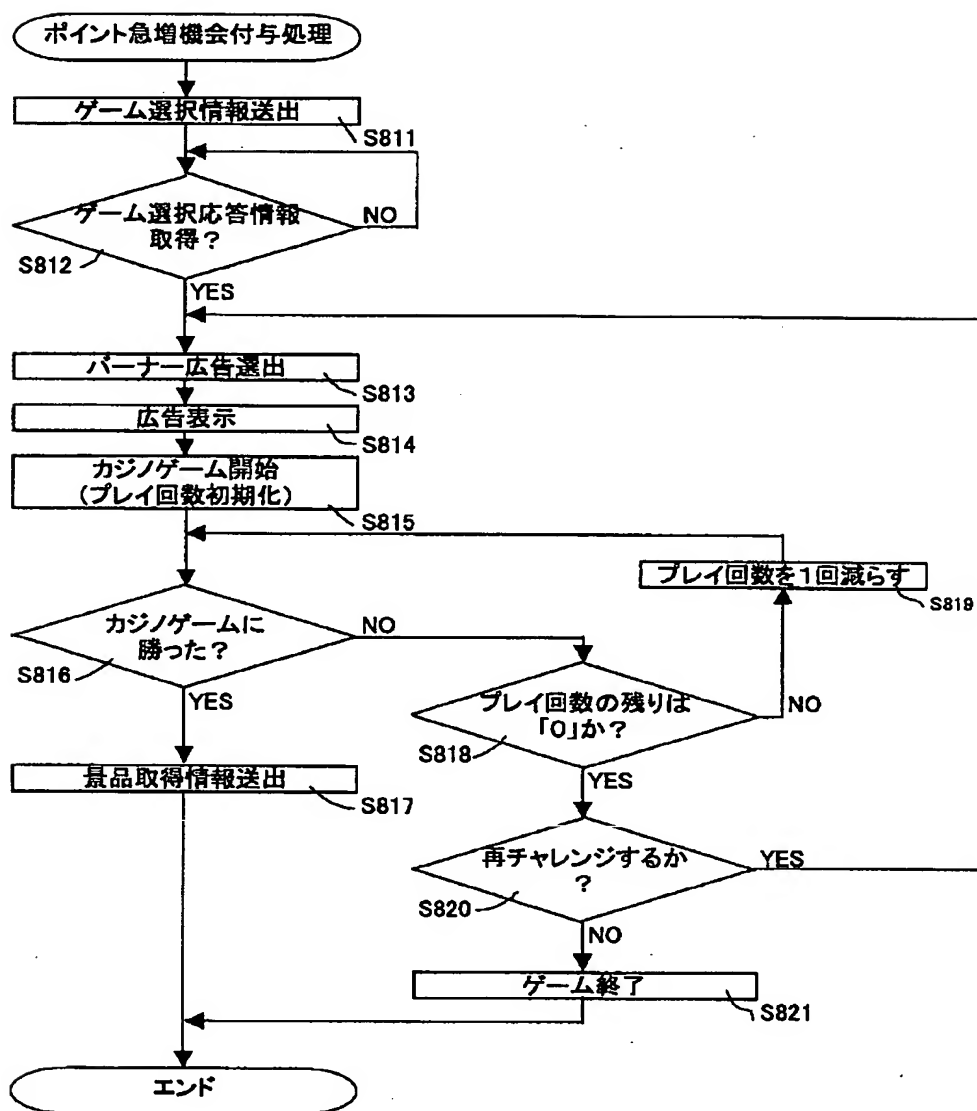 ポイント急増機会付与処理
ゲーム選択情報送出
S811
ゲーム選択応答情報
取得？
NO
S812
YES
バーナー広告選出
S813
広告表示
S814
カジノゲーム開始
（プレイ回数初期化）
S815
プレイ回数を1回減らす
S819
カジノゲームに
勝った？
NO
S816
YES
プレイ回数の残りは
「0」か？
NO
S818
YES
景品取得情報送出
S817
再チャレンジするか
？
YES
S820
NO
ゲーム終了
S821
エンド